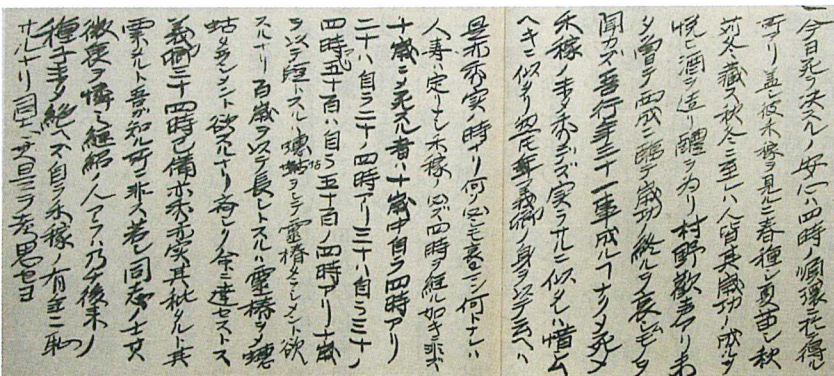 一今日死ヲ決スルノ安心ハ四時ノ順環ニ於テ得ル
所アリ蓋シ彼禾稼ヲ見ルニ春種シ夏苗シ秋
苅冬蔵ス秋冬ニ至レハ人皆其歳功ノ成ルヲ
悦ヒ酒ヲ造リ醴ヲ為リ村野歓声アリ未
タ曾テ西成ニ臨テ歳功ノ終ルヲ哀シムモノヲ
聞カズ吾行年三十一事成ルヿナクシテ死シテ
禾稼ノ未タ秀デズ実ラサルニ似タレハ惜シム
ヘキニ似タリ然トモ義卿ノ身ヲ以テ云ヘハ
是亦秀実ノ時ナリ何ソ必シモ哀マン何トナレハ
人寿ハ定リナシ禾稼ノ必ス四時ヲ経ル如キニ非ス
十歳ニシテ死スル者ハ十歳中自ラ四時アリ
二十ハ自ラ二十ノ四時アリ三十ハ自ラ三十ノ
四時アリ五十百ハ自ラ五十百ノ四時アリ十歳
ヲ以テ短トスルハ蟪蛄ヲシテ霊椿タラシメント欲
スルナリ百歳ヲ以テ長シトスルハ霊椿ヲシテ蟪
蛄タラシメント欲スルナリ斉シク命ニ達セストス
義卿三十四時已備亦秀亦実其秕タルト其
粟タルト吾カ知ル所ニ非ス若シ同志ノ士其
微衷ヲ憐ミ継紹ノ人アラハ乃チ後来ノ
種子未タ絶ヘズ自ラ禾稼ノ有年ニ恥
サルナリ同志其是ヲ考思セヨ